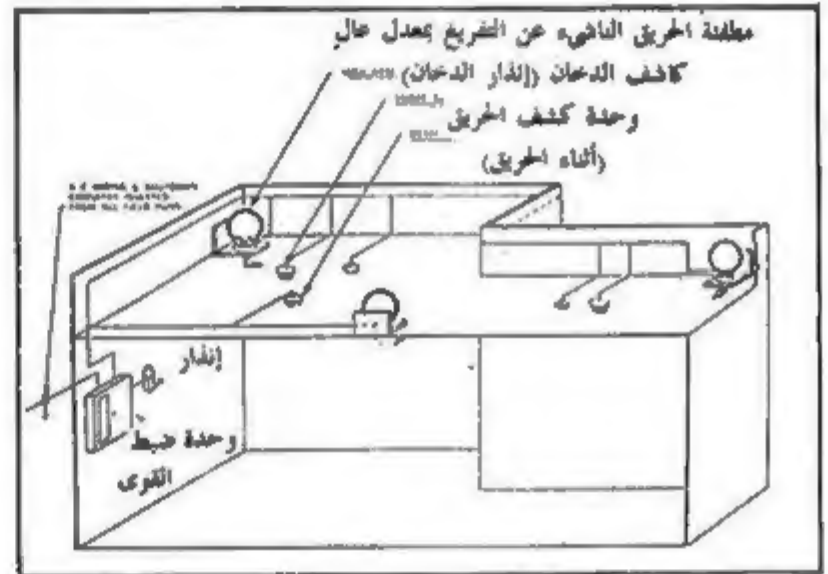 مطفئة الحريق الناشيء عن التفريغ بمعدل عالٍ
كاشف الدخان (إنذار الدخان)
وحدة كشف الحريق
(أثناء الحريق)
إنذار
وحدة ضبط
القوى